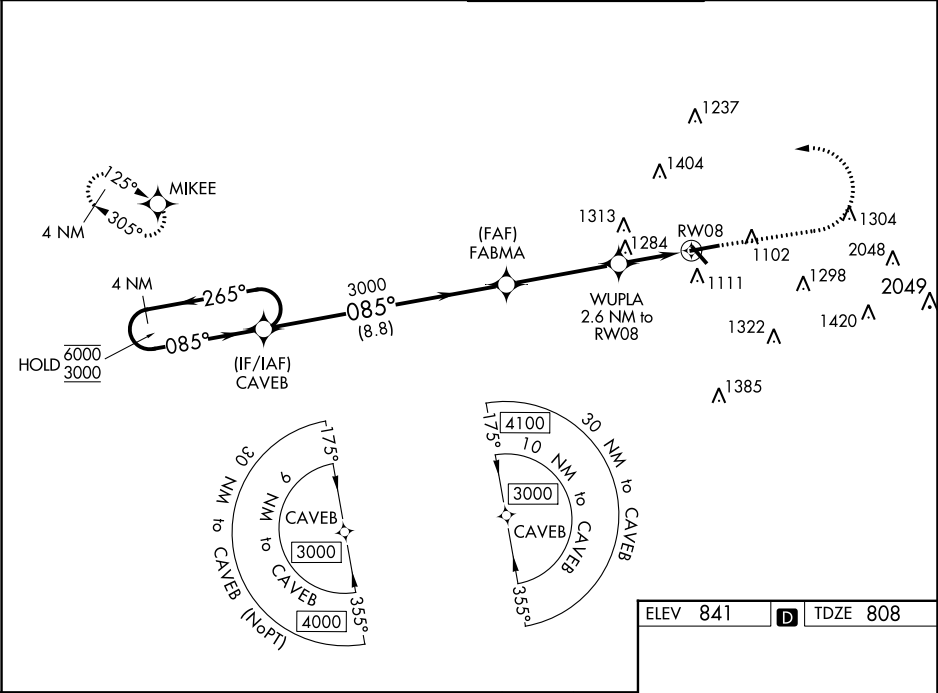 1237
1404
125°
MIKEE
305°
4 NM
1313
1284
(FAF)
FABMA
RW08
1304
1102
2048
1111
1298
2049
WUPLA
2.6 NM to
RW08
1420
1322
1385
4 NM
265°
3000
085°
(8.8)
085°
HOLD 6000
3000
(IF/IAF)
CAVEB
175°
30 NM to CAVEB (NoPT)
9 NM to CAVEB
CAVEB
3000
4000
355°
4100
175°
30 NM to CAVEB
10 NM to CAVEB
3000
CAVEB
355°
ELEV 841 D TDZE 808